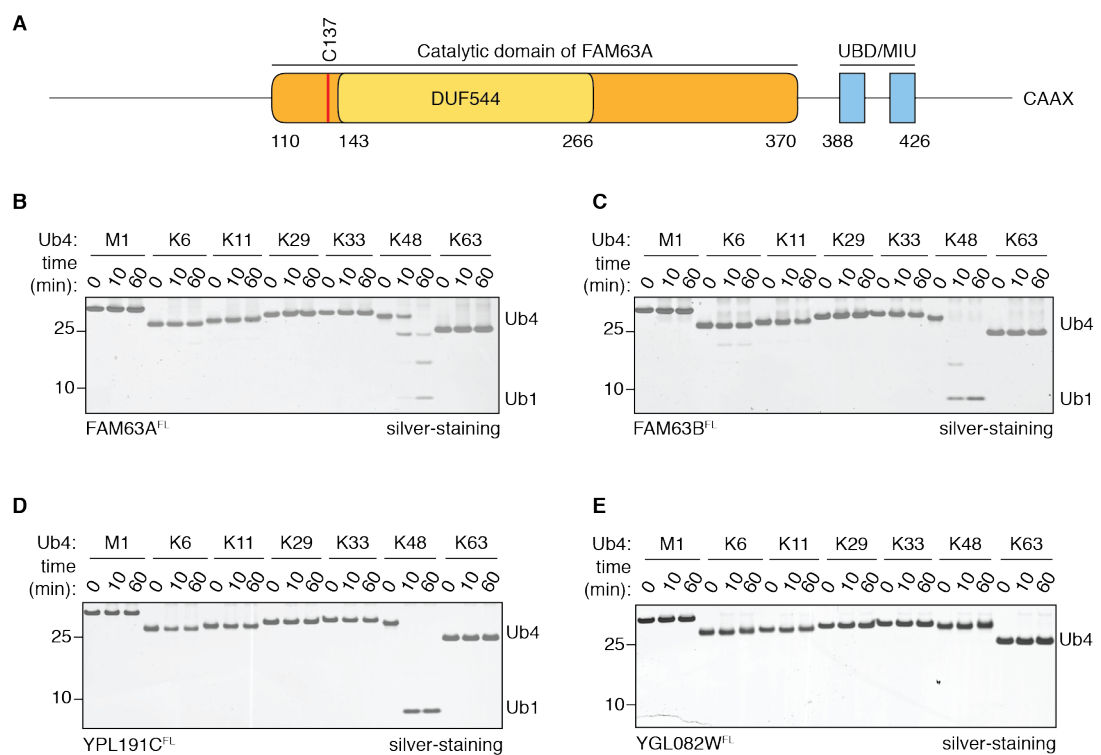 A
C137
Catalytic domain of FAM63A
UBD/MIU
DUF544
CAAX
110 143 266 370 388 426
B
Ub4: M1 K6 K11 K29 K33 K48 K63
time
(min): 0 10 60 0 10 60 0 10 60 0 10 60 0 10 60 0 10 60 0 10 60
Ub4
25
10
Ub1
FAM63AFL silver-staining
C
Ub4: M1 K6 K11 K29 K33 K48 K63
time
(min): 0 10 60 0 10 60 0 10 60 0 10 60 0 10 60 0 10 60 0 10 60
Ub4
25
10
Ub1
FAM63BFL silver-staining
D
Ub4: M1 K6 K11 K29 K33 K48 K63
time
(min): 0 10 60 0 10 60 0 10 60 0 10 60 0 10 60 0 10 60 0 10 60
25 Ub4
10
Ub1
YPL191CFL silver-staining
E
Ub4: M1 K6 K11 K29 K33 K48 K63
time
(min): 0 10 60 0 10 60 0 10 60 0 10 60 0 10 60 0 10 60 0 10 60
25 Ub4
10
YGL082WFL silver-staining